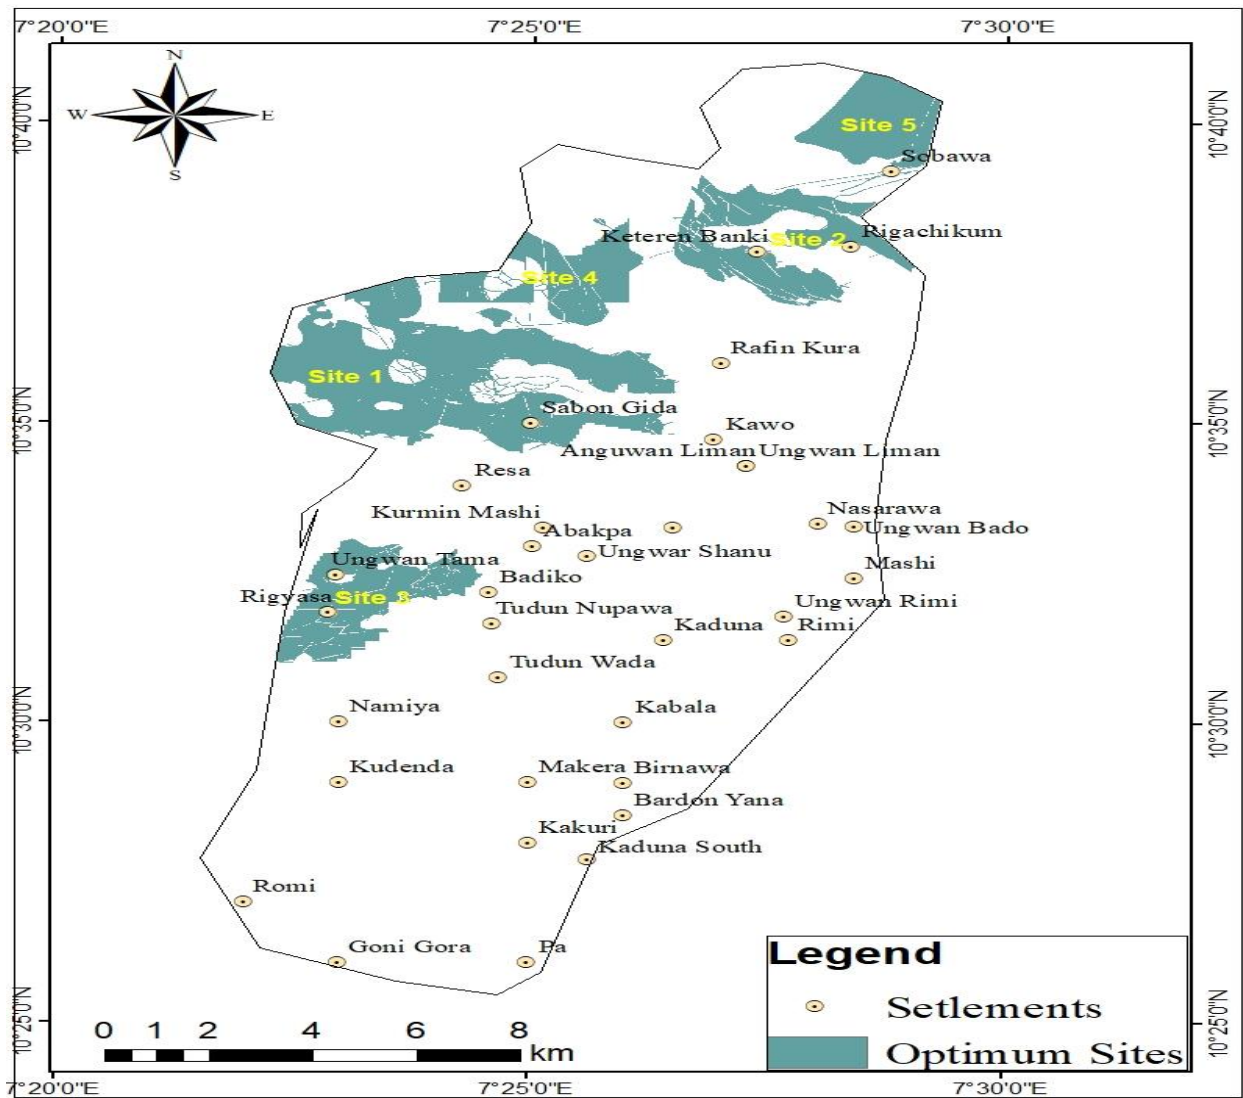 7°20'0"E 7°25'0"E 7°30'0"E
N
W E
S
10°40'0"N 10°40'0"N
Site 5
Sobawa
Keteren Banki Site 2 Rigachikum
Site 4
Rafin Kura
Site 1
Sabon Gida
10°35'0"N 10°35'0"N
Kawo
Anguwan Liman Ungwan Liman
Resa
Kurmin Mashi Nasarawa
Abakpa Ungwan Bado
Ungwar Shanu
Ungwan Tama Mashi
Badiko
Rigyasa Site 3
Tudun Nupawa Ungwan Rimi
Kaduna Rimi
Tudun Wada
Namiya Kabala
10°30'0"N 10°30'0"N
Kudenda Makera Birnawa
Bardon Yana
Kakuri
Kaduna South
Romi
Goni Gora Pa
Legend
Setlements
Optimum Sites
10°25'0"N 10°25'0"N
0 1 2 4 6 8
km
7°20'0"E 7°25'0"E 7°30'0"E